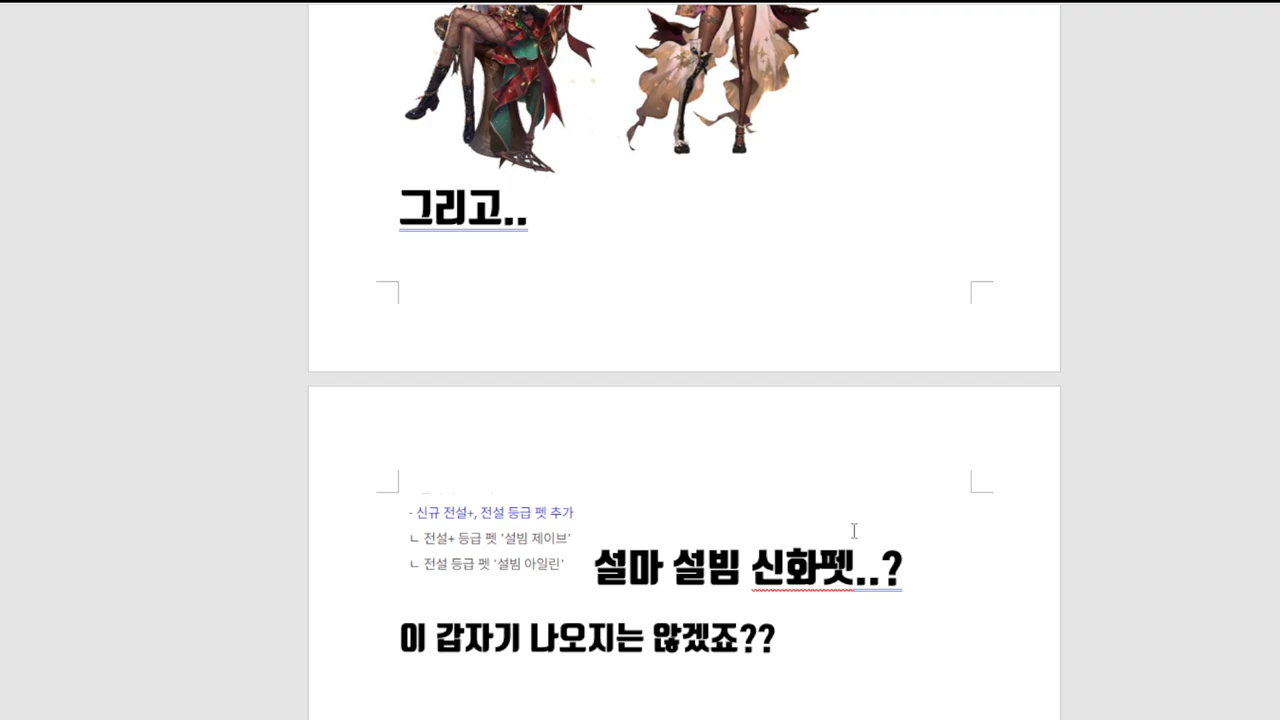 그리고..
- 신규 전설+, 전설 등급 펫 추가
ㄴ 전설+ 등급 펫 '설빔 제이브'
ㄴ 전설 등급 펫 '설빔 아일린'
설마 설빔 신화펫..?
이 갑자기 나오지는 않겠죠??